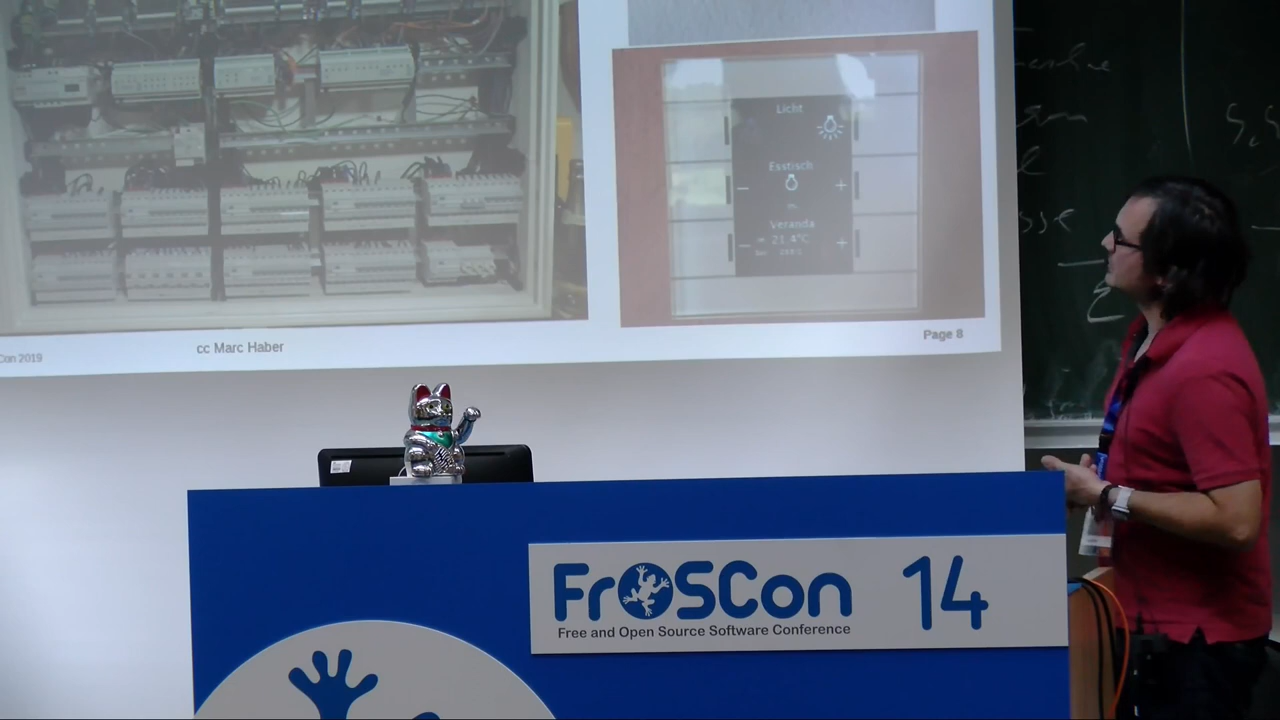 Licht
Esstisch
Veranda
21.4°C
Con 2019
cc Marc Haber
Page 8
FrOSCon 14
Free and Open Source Software Conference